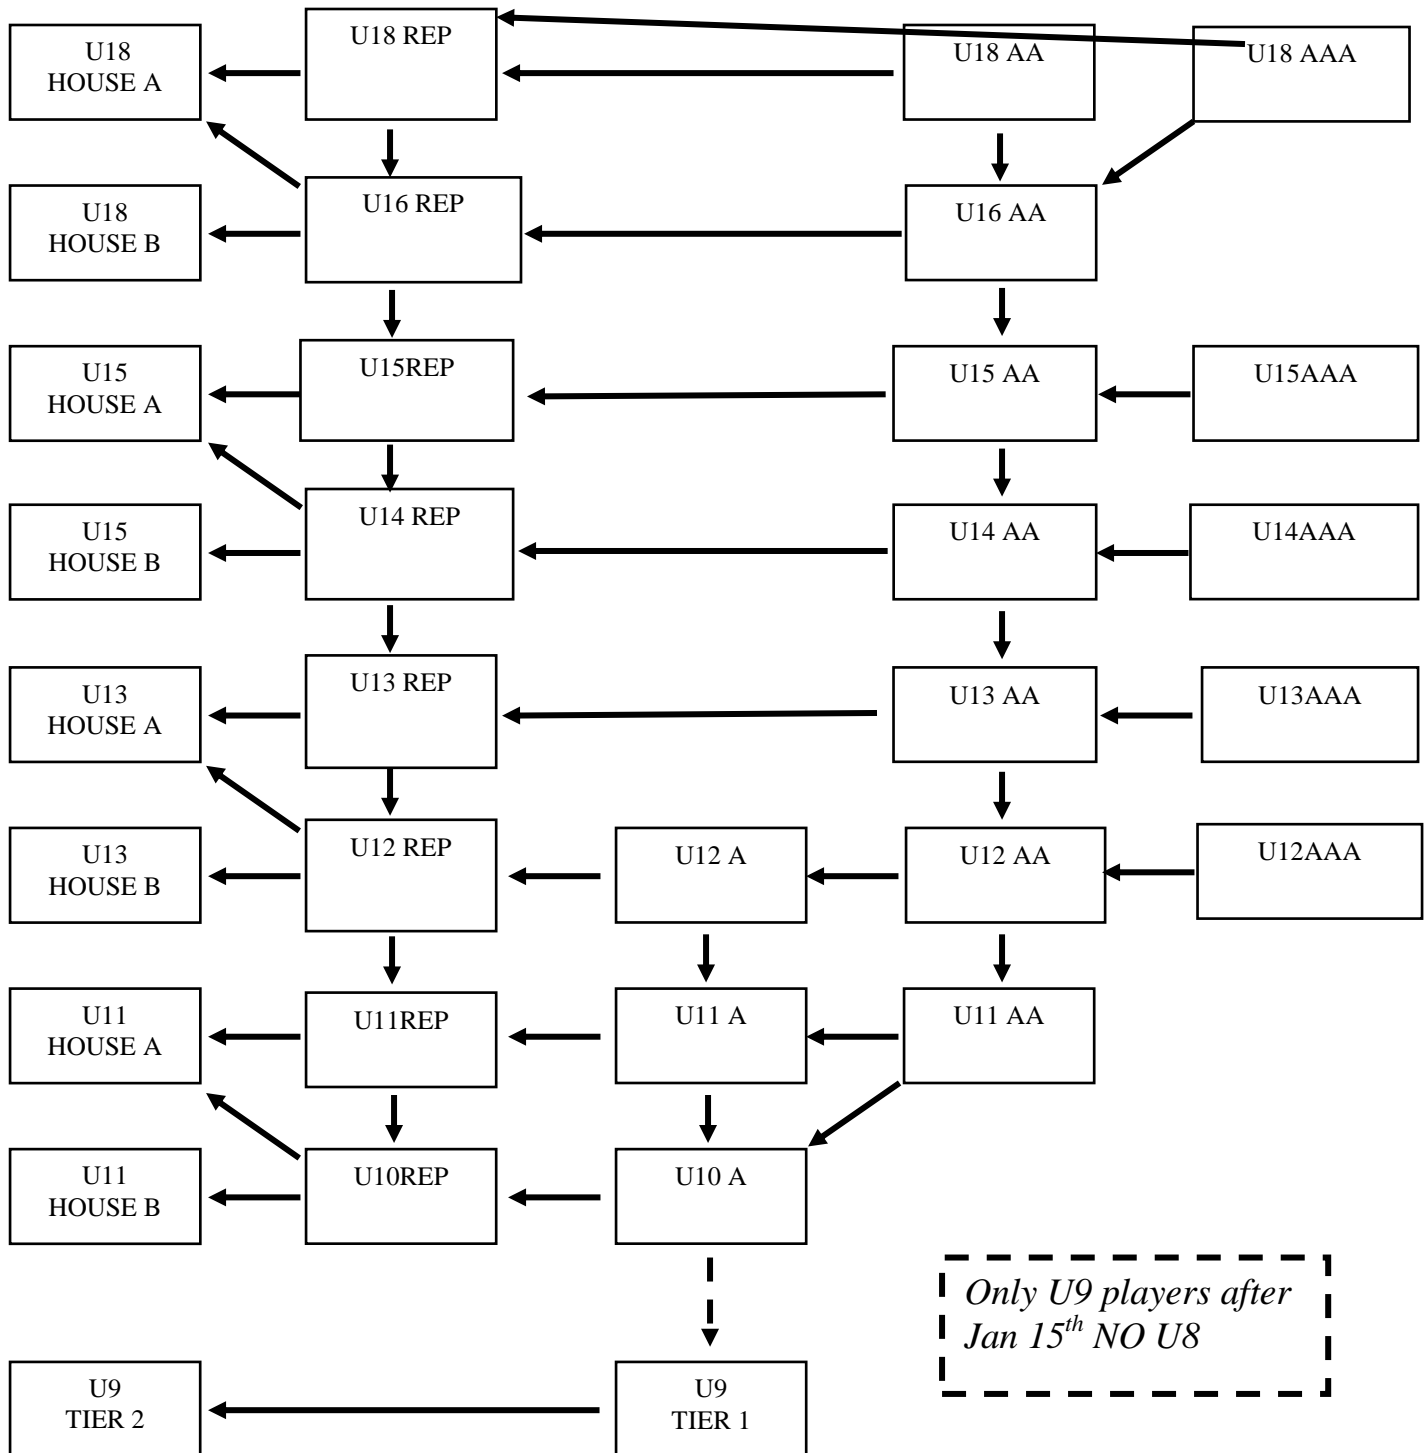 U18
HOUSE A
U18 REP
U18 AA
U18 AAA
U18
HOUSE B
U16 REP
U16 AA
U15
HOUSE A
U15REP
U15 AA
U15AAA
U15
HOUSE B
U14 REP
U14 AA
U14AAA
U13
HOUSE A
U13 REP
U13 AA
U13AAA
U13
HOUSE B
U12 REP
U12 A
U12 AA
U12AAA
U11
HOUSE A
U11REP
U11 A
U11 AA
U11
HOUSE B
U10REP
U10 A
Only U9 players after
Jan 15th NO U8
U9
TIER 2
U9
TIER 1